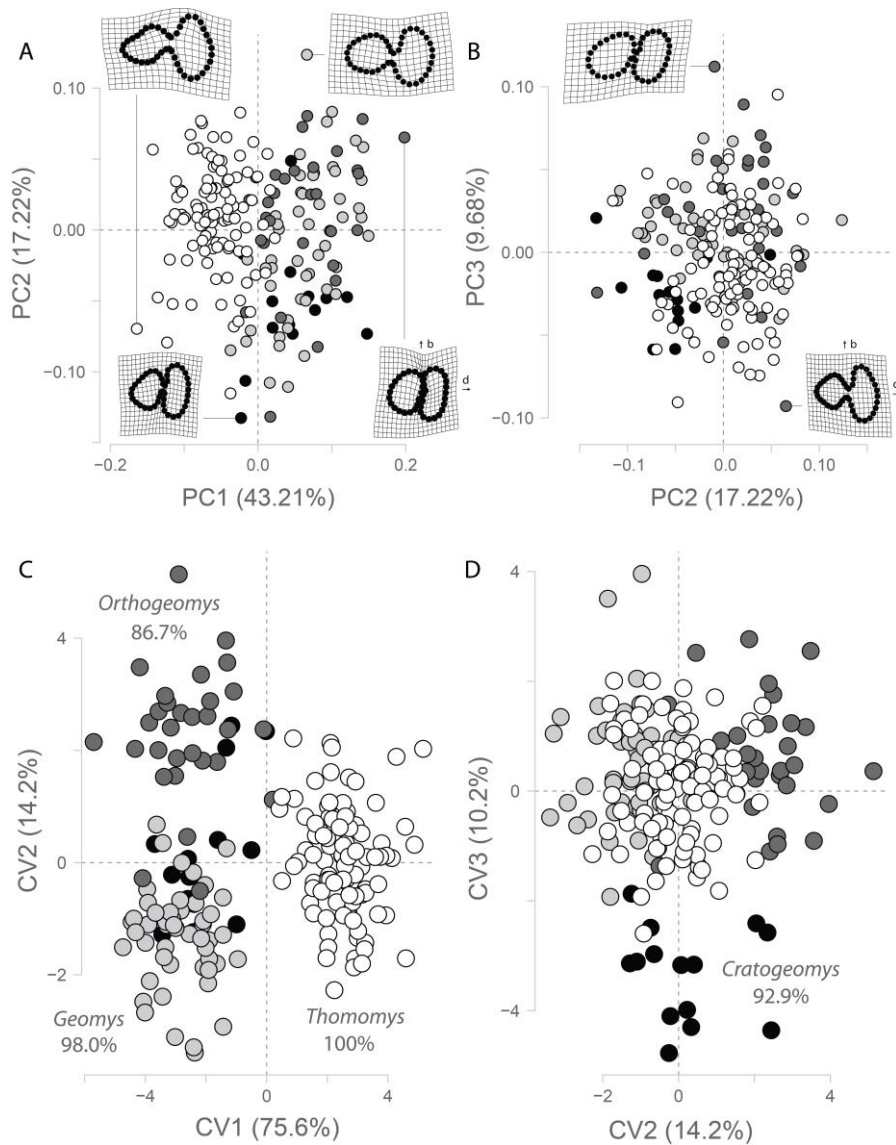 A
B
0.10
0.00
−0.10
PC2 (17.22%)
−0.2
0.0
0.2
PC1 (43.21%)
b
d
0.10
0.00
−0.10
PC3 (9.68%)
−0.1
0.0
0.10
PC2 (17.22%)
b
C
D
Orthogeomys
86.7%
4
0
−2
CV2 (14.2%)
Geomys
98.0%
Thomomys
100%
−4
0
4
CV1 (75.6%)
4
0
−4
CV3 (10.2%)
Cratogeomys
92.9%
−2
0
4
CV2 (14.2%)